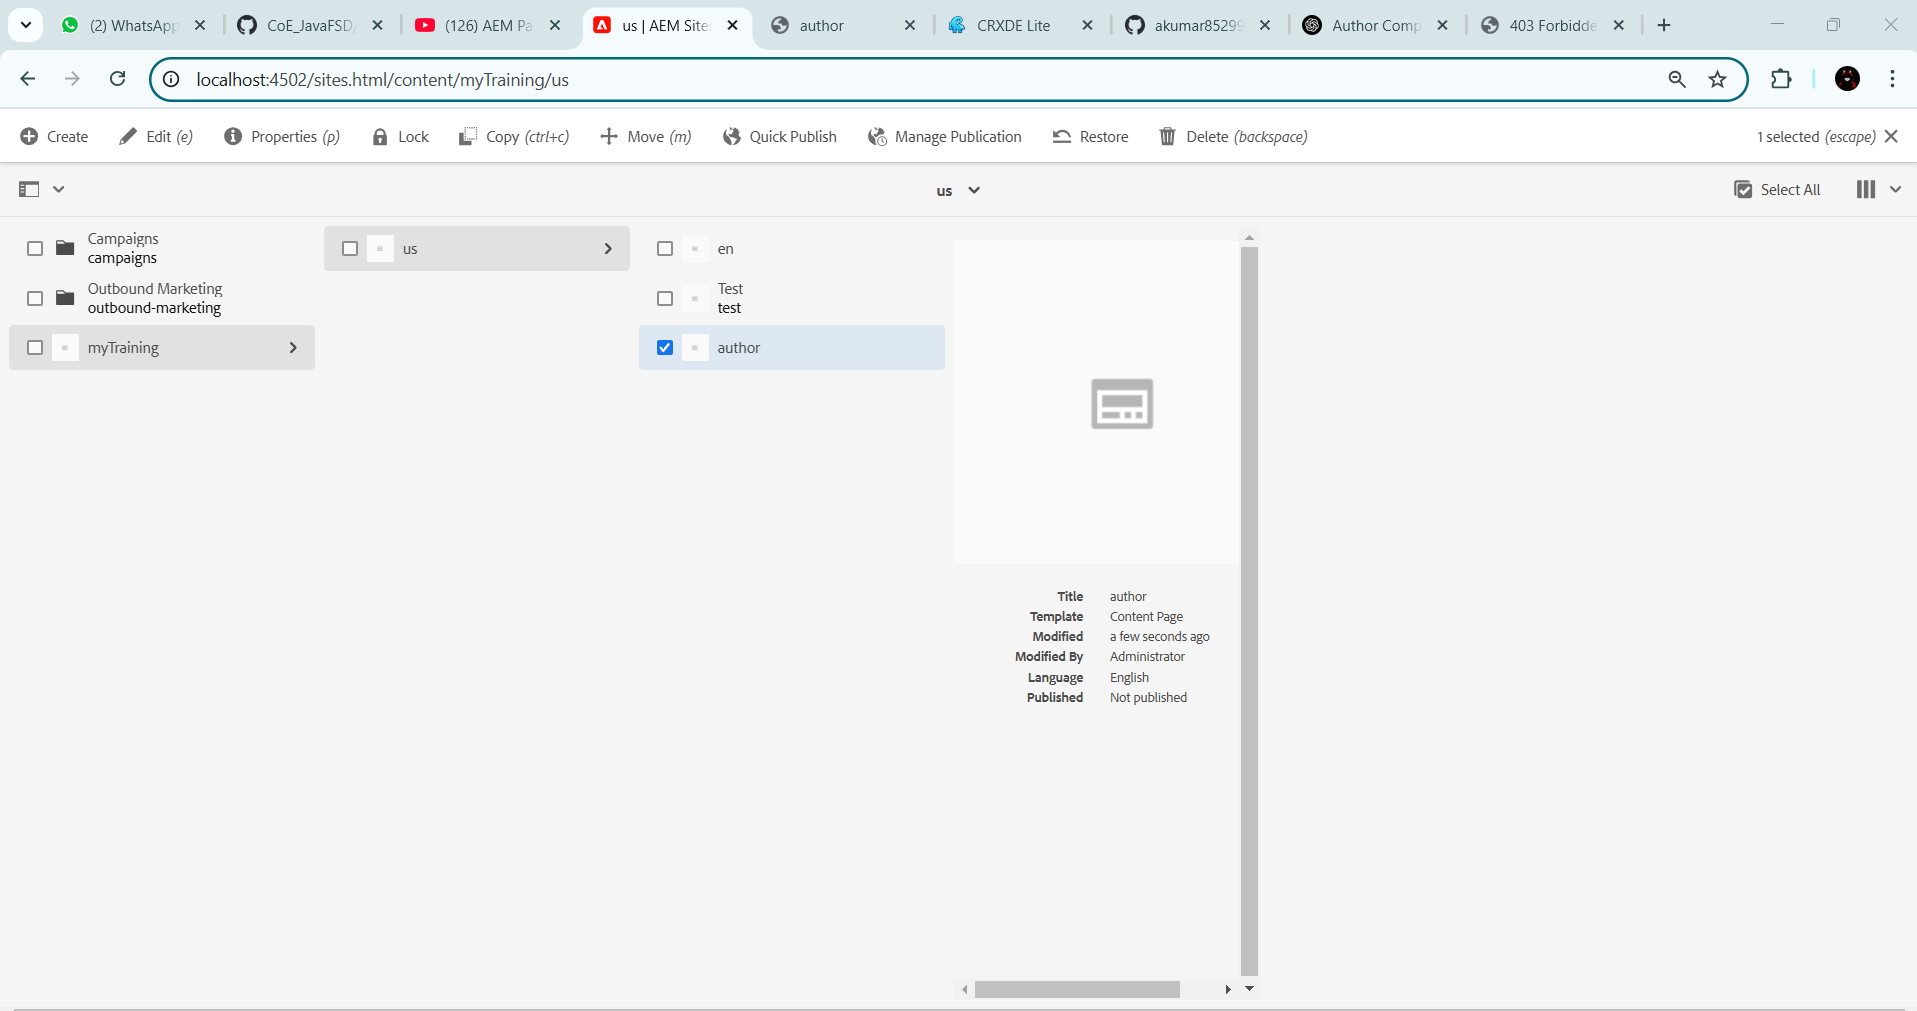 (2) WhatsApp
CoE_JavaFSD/
(126) AEM Pa
us | AEM Sites
author
CRXDE Lite
akumar85299
Author Comp
403 Forbidde
localhost:4502/sites.html/content/myTraining/us
Create
Edit (e)
Properties (p)
Lock
Copy (ctrl+c)
Move (m)
Quick Publish
Manage Publication
Restore
Delete (backspace)
1 selected (escape)
us
Select All
Campaigns
campaigns
Outbound Marketing
outbound-marketing
myTraining
us
en
Test
test
author
Title author
Template Content Page
Modified a few seconds ago
Modified By Administrator
Language English
Published Not published